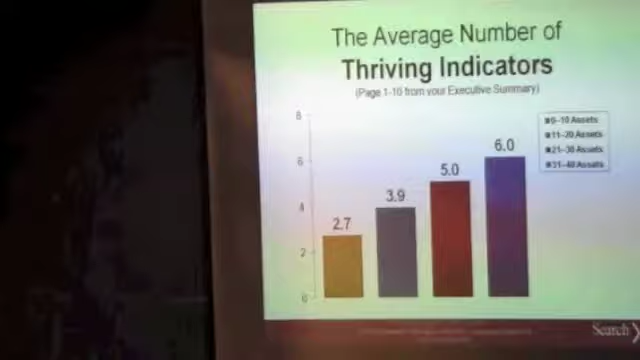 The Average Number of
Thriving Indicators
(Page 1-10 from your Executive Summary)
8
6
4
2
0
2.7
3.9
5.0
6.0
0-10 Assets
11-20 Assets
21-30 Assets
31-40 Assets
Search